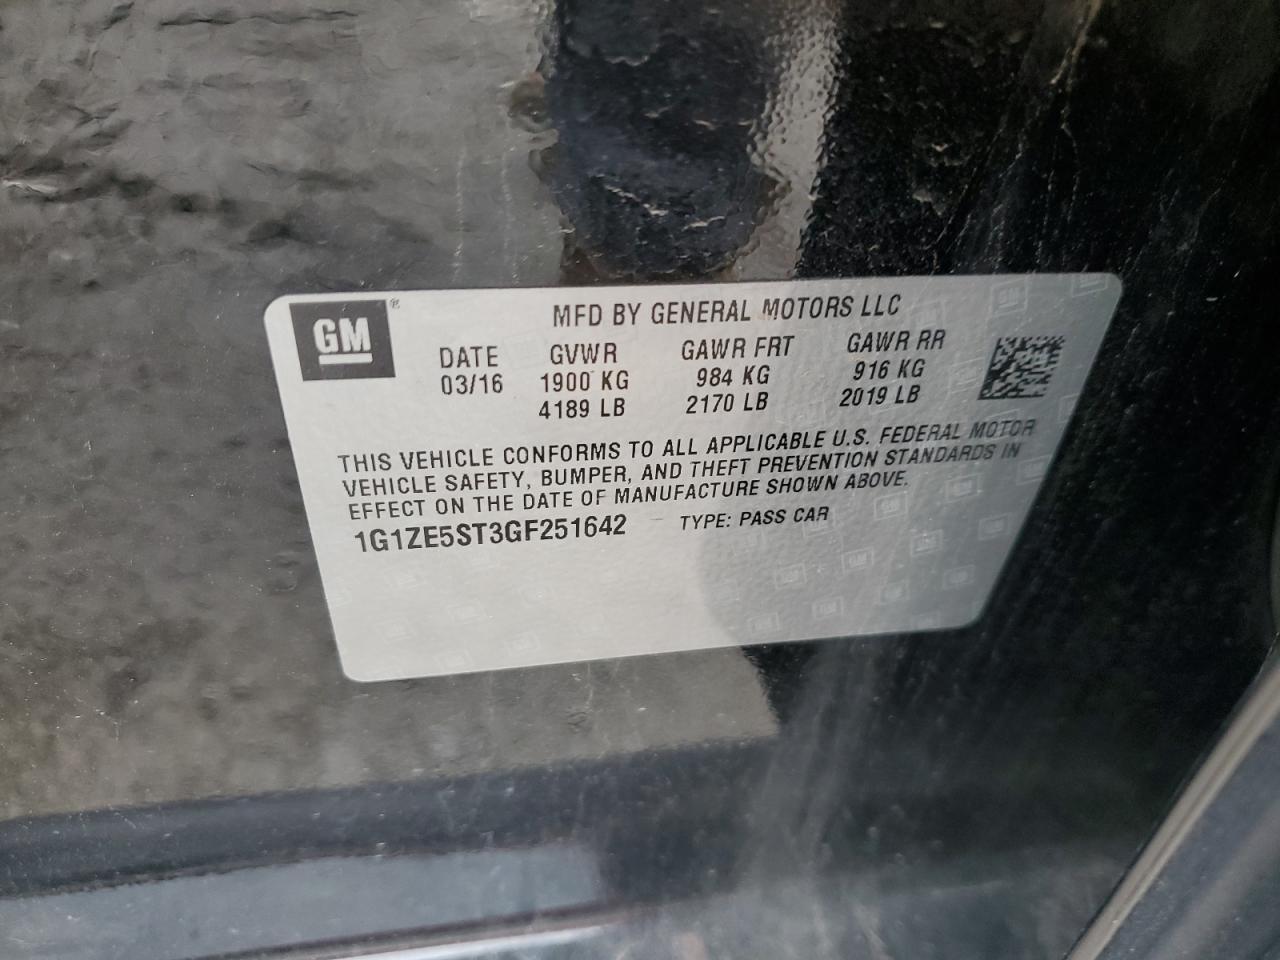 GM ®
MFD BY GENERAL MOTORS LLC
DATE GVWR GAWR FRT GAWR RR
03/16 1900 KG 984 KG 916 KG
4189 LB 2170 LB 2019 LB
THIS VEHICLE CONFORMS TO ALL APPLICABLE U.S. FEDERAL MOTOR
VEHICLE SAFETY, BUMPER, AND THEFT PREVENTION STANDARDS IN
EFFECT ON THE DATE OF MANUFACTURE SHOWN ABOVE.
1G1ZE5ST3GF251642 TYPE: PASS CAR